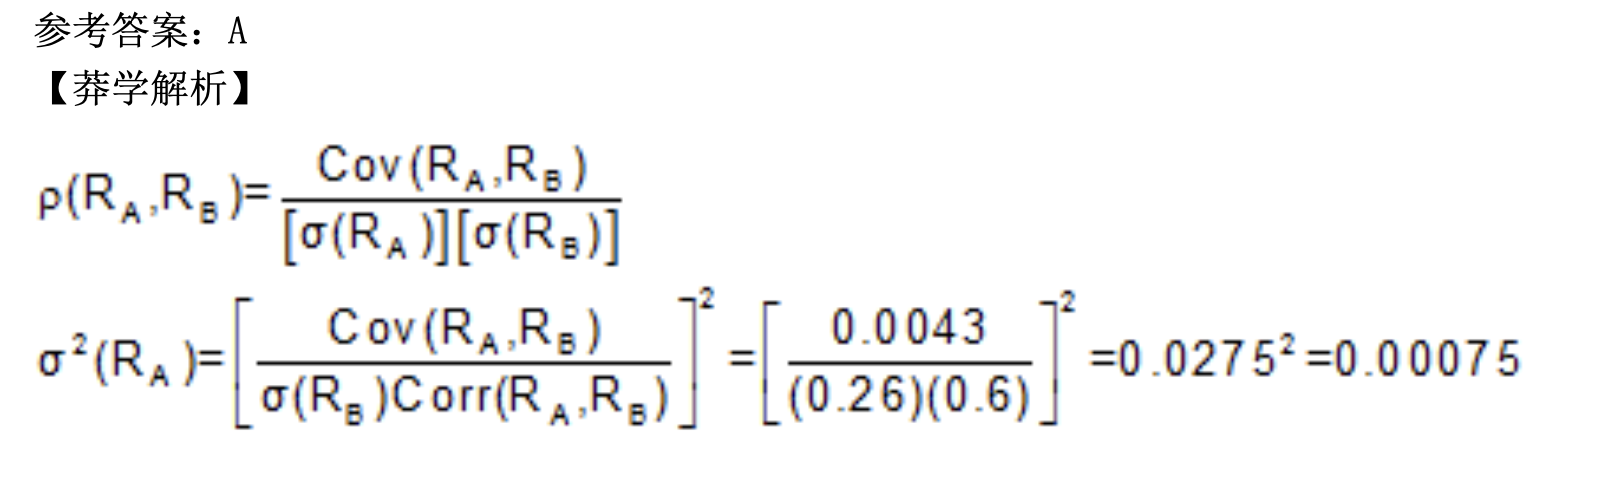 参考答案：A
【莽学解析】
ρ(R_A,R_B)=Cov(R_A,R_B)/[σ(R_A)][σ(R_B)]
σ²(R_A)=[Cov(R_A,R_B)/σ(R_B)Corr(R_A,R_B)]²=[0.0043/(0.26)(0.6)]²=0.0275²=0.00075